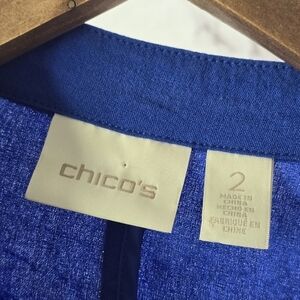 chico's
2
MADE IN
CHINA
HECHO EN
CHINA
FABRIQUÉ EN
CHINE